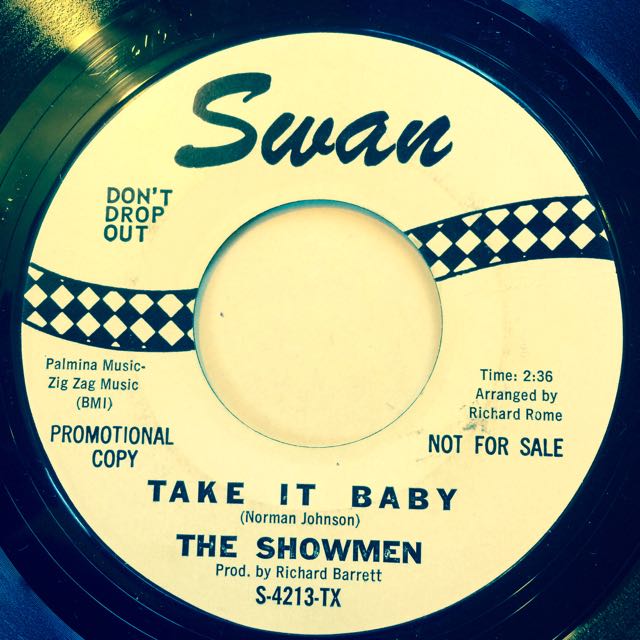 Swan
DON'T
DROP
OUT
Palmina Music-
Zig Zag Music
(BMI)
PROMOTIONAL
COPY
Time: 2:36
Arranged by
Richard Rome
NOT FOR SALE
TAKE IT BABY
(Norman Johnson)
THE SHOWMEN
Prod. by Richard Barrett
S-4213-TX